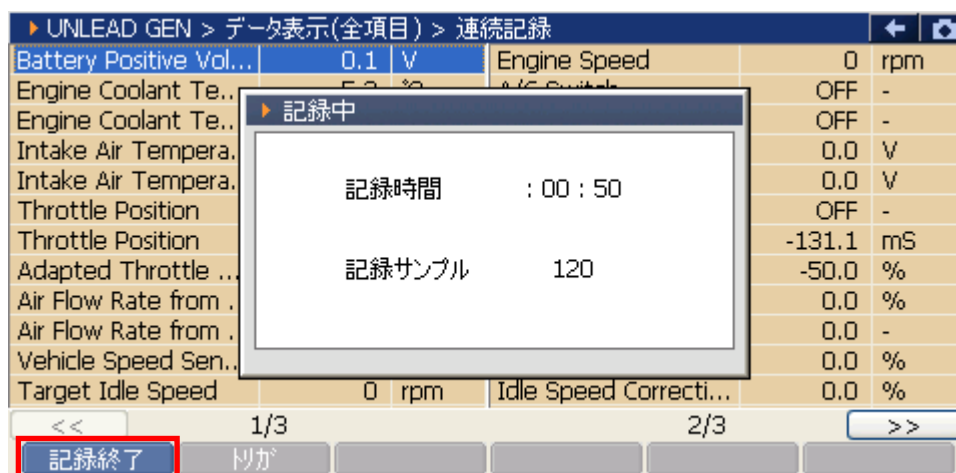 UNLEAD GEN > データ表示(全項目) > 連続記録
Battery Positive Vol... 0.1 V Engine Speed 0 rpm
Engine Coolant Te... OFF -
Engine Coolant Te.. OFF -
Intake Air Tempera. 0.0 V
Intake Air Tempera. 0.0 V
Throttle Position OFF -
Throttle Position -131.1 mS
Adapted Throttle ... -50.0 %
Air Flow Rate from . 0.0 %
Air Flow Rate from . 0.0 -
Vehicle Speed Sen.. 0.0 %
Target Idle Speed 0 rpm Idle Speed Correcti... 0.0 %
記録中
記録時間 :00:50
記録サンプル 120
<< 1/3 2/3 >>
記録終了 トリガ